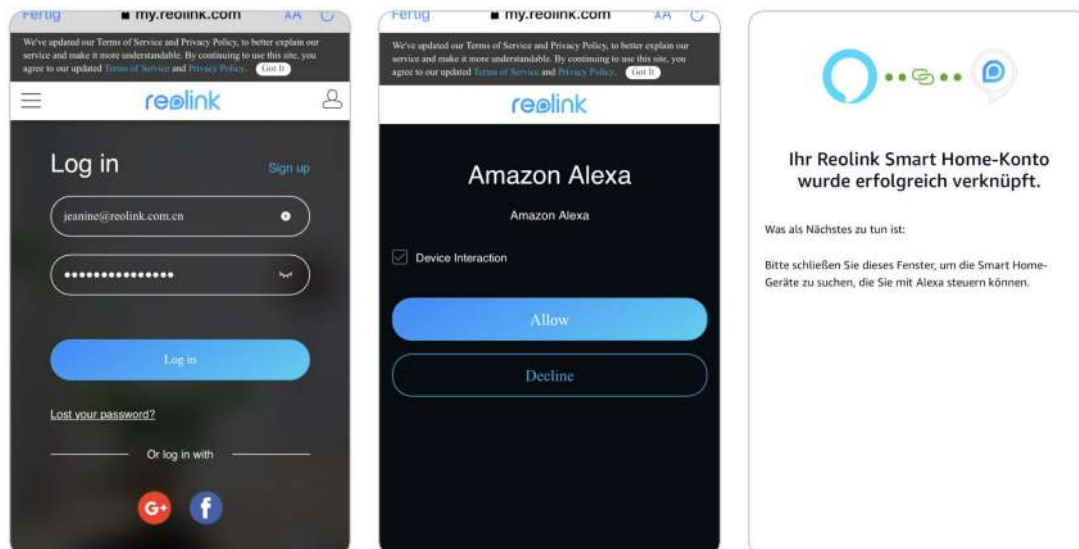 Fertig my.reolink.com AA
We've updated our Terms of Service and Privacy Policy, to better explain our
service and make it more understandable. By continuing to use this site, you
agree to our updated Terms of Service and Privacy Policy. Got It
reolink
Log in Sign up
jeanine@reolink.com.cn
Log in
Lost your password?
Or log in with
G+ f
Fertig my.reolink.com AA
We've updated our Terms of Service and Privacy Policy, to better explain our
service and make it more understandable. By continuing to use this site, you
agree to our updated Terms of Service and Privacy Policy. Got It
reolink
Amazon Alexa
Amazon Alexa
Device Interaction
Allow
Decline
Ihr Reolink Smart Home-Konto
wurde erfolgreich verknüpft.
Was als Nächstes zu tun ist:
Bitte schließen Sie dieses Fenster, um die Smart Home-
Geräte zu suchen, die Sie mit Alexa steuern können.